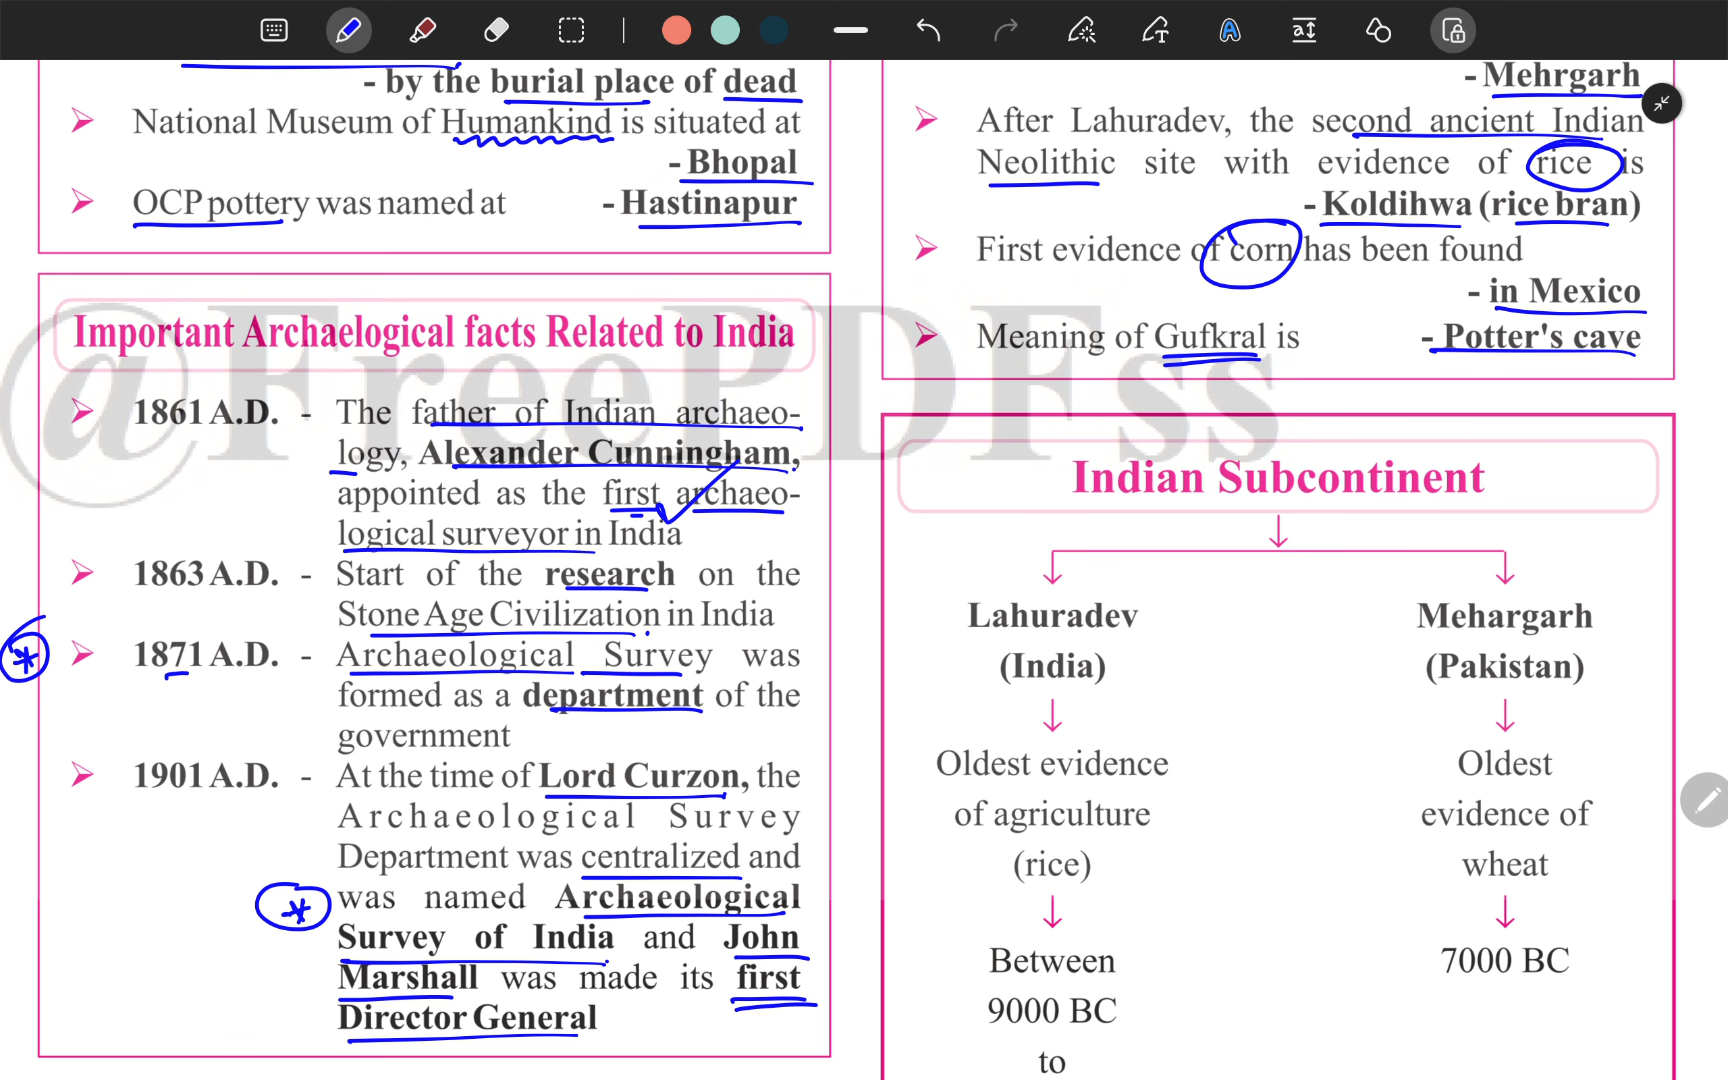 - by the burial place of dead
➢ National Museum of Humankind is situated at
- Bhopal
➢ OCP pottery was named at - Hastinapur
Important Archaelogical facts Related to India
➢ 1861 A.D. - The father of Indian archaeo-
logy, Alexander Cunningham,
appointed as the first archaeo-
logical surveyor in India
➢ 1863 A.D. - Start of the research on the
Stone Age Civilization in India
➢ 1871 A.D. - Archaeological Survey was
formed as a department of the
government
➢ 1901 A.D. - At the time of Lord Curzon, the
Archaeological Survey
Department was centralized and
was named Archaeological
Survey of India and John
Marshall was made its first
Director General
- Mehrgarh
➢ After Lahuradev, the second ancient Indian
Neolithic site with evidence of rice is
- Koldihwa (rice bran)
➢ First evidence of corn has been found
- in Mexico
➢ Meaning of Gufkral is - Potter's cave
Indian Subcontinent
Lahuradev
(India)
Oldest evidence
of agriculture
(rice)
Between
9000 BC
to
Mehargarh
(Pakistan)
Oldest
evidence of
wheat
7000 BC
@FreePDFss